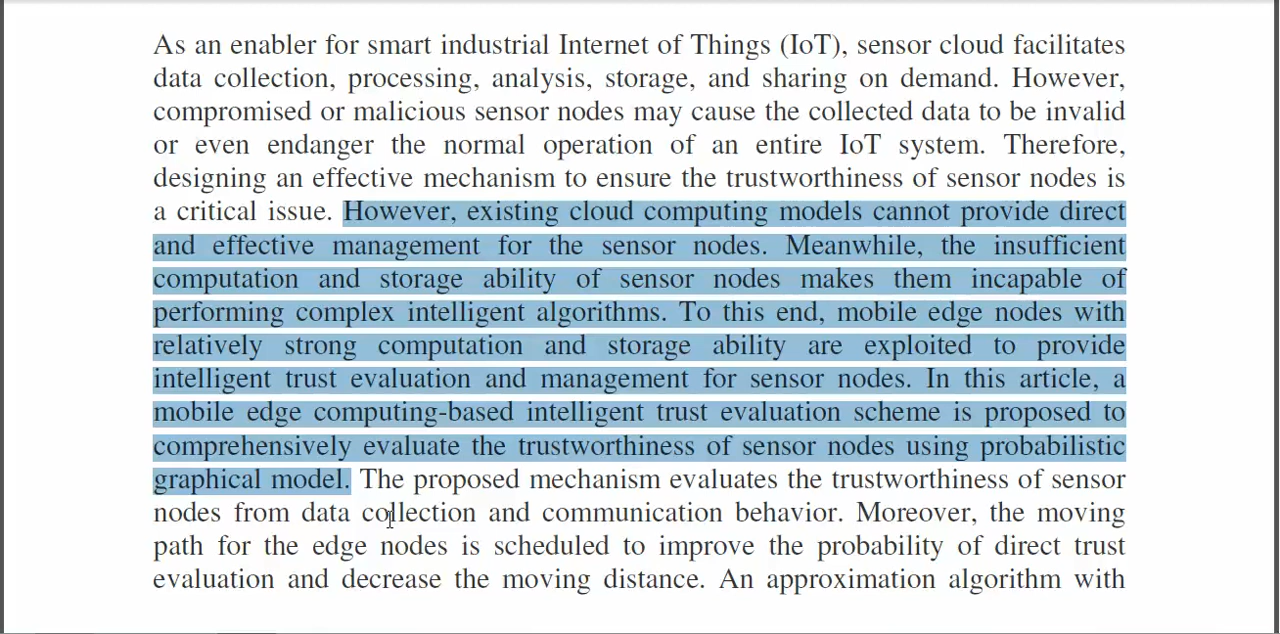 As an enabler for smart industrial Internet of Things (IoT), sensor cloud facilitates
data collection, processing, analysis, storage, and sharing on demand. However,
compromised or malicious sensor nodes may cause the collected data to be invalid
or even endanger the normal operation of an entire IoT system. Therefore,
designing an effective mechanism to ensure the trustworthiness of sensor nodes is
a critical issue. However, existing cloud computing models cannot provide direct
and effective management for the sensor nodes. Meanwhile, the insufficient
computation and storage ability of sensor nodes makes them incapable of
performing complex intelligent algorithms. To this end, mobile edge nodes with
relatively strong computation and storage ability are exploited to provide
intelligent trust evaluation and management for sensor nodes. In this article, a
mobile edge computing-based intelligent trust evaluation scheme is proposed to
comprehensively evaluate the trustworthiness of sensor nodes using probabilistic
graphical model. The proposed mechanism evaluates the trustworthiness of sensor
nodes from data collection and communication behavior. Moreover, the moving
path for the edge nodes is scheduled to improve the probability of direct trust
evaluation and decrease the moving distance. An approximation algorithm with